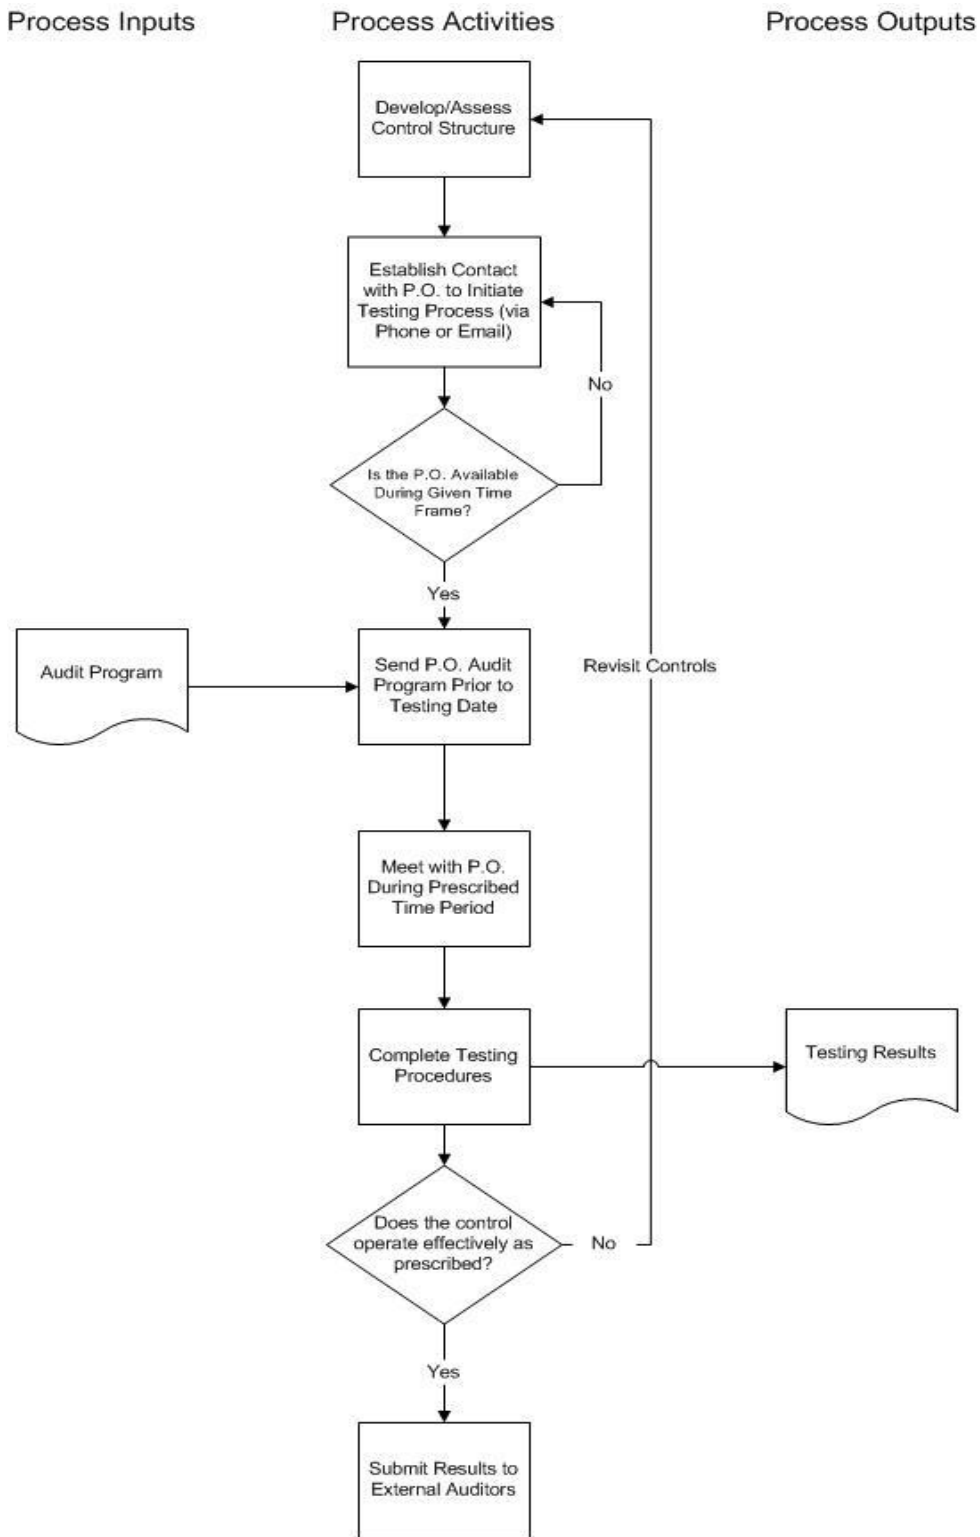 Process Inputs
Process Activities
Process Outputs
Develop/Assess
Control Structure
Establish Contact
with P.O. to Initiate
Testing Process (via
Phone or Email)
No
Is the P.O. Available
During Given Time
Frame?
Yes
Audit Program
Send P.O. Audit
Program Prior to
Testing Date
Revisit Controls
Meet with P.O.
During Prescribed
Time Period
Complete Testing
Procedures
Testing Results
Does the control
operate effectively as
prescribed?
No
Yes
Submit Results to
External Auditors